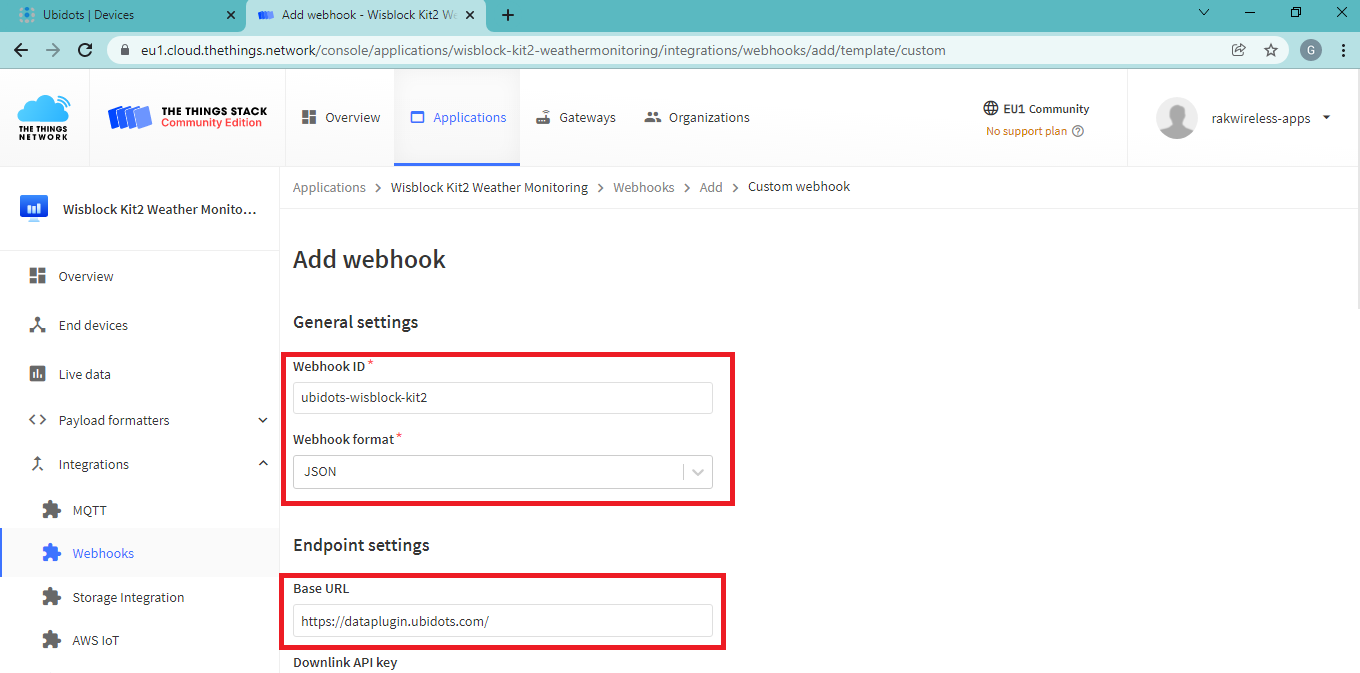 Ubidots | Devices
Add webhook - Wisblock Kit2 We
eu1.cloud.thethings.network/console/applications/wisblock-kit2-weathermonitoring/integrations/webhooks/add/template/custom
G
THE THINGS NETWORK
THE THINGS STACK
Community Edition
Overview
Applications
Gateways
Organizations
EU1 Community
No support plan
rakwireless-apps
Wisblock Kit2 Weather Monito...
Overview
End devices
Live data
Payload formatters
Integrations
MQTT
Webhooks
Storage Integration
AWS IoT
Applications > Wisblock Kit2 Weather Monitoring > Webhooks > Add > Custom webhook
Add webhook
General settings
Webhook ID *
ubidots-wisblock-kit2
Webhook format *
JSON
Endpoint settings
Base URL
https://dataplugin.ubidots.com/
Downlink API key